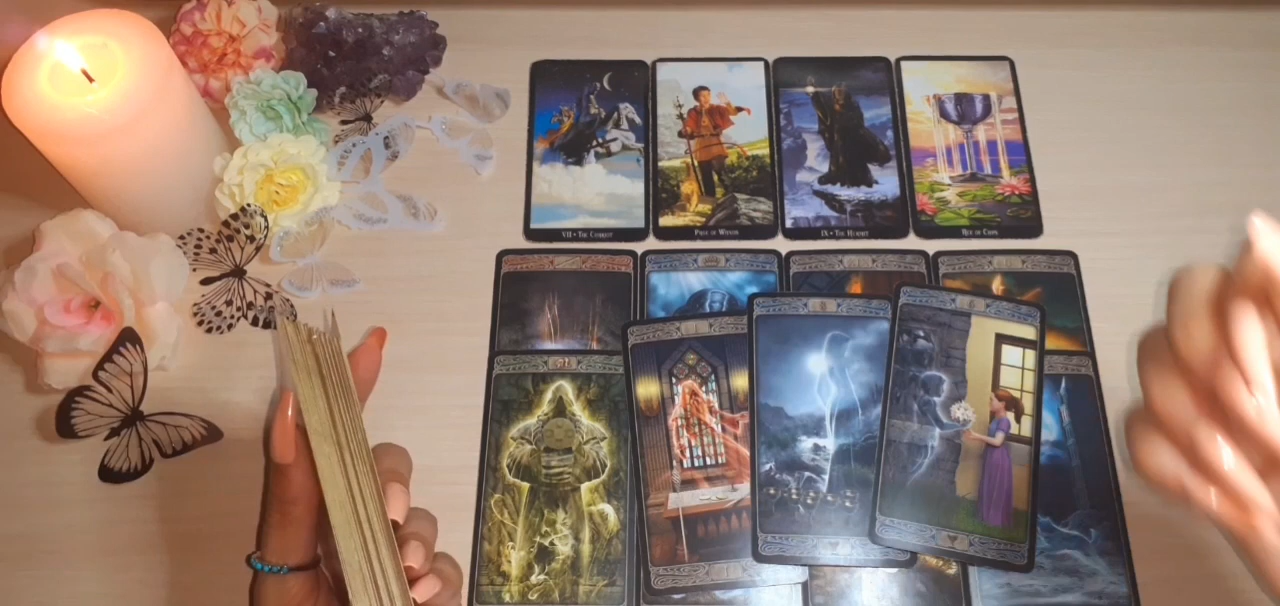 VII • The Chariot
Page of Wands
IX • The Hermit
Ace of Cups